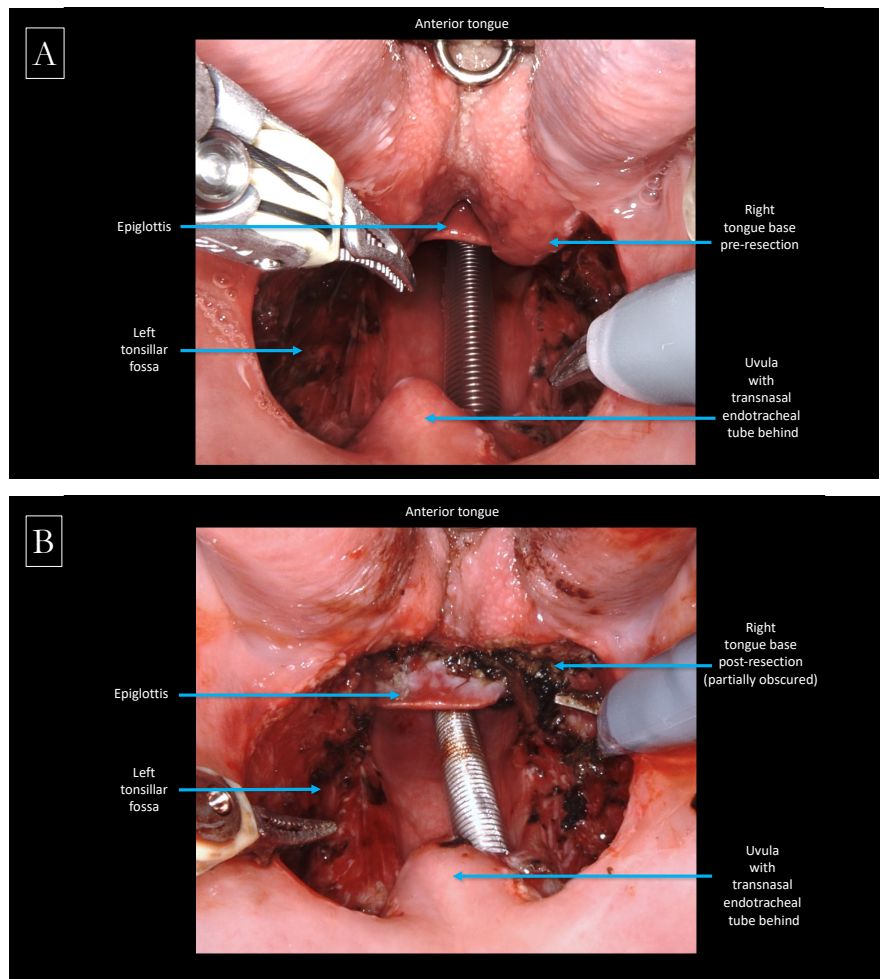 A
Anterior tongue
Epiglottis
Left
tonsillar
fossa
Right
tongue base
pre-resection
Uvula
with
transnasal
endotracheal
tube behind
B
Anterior tongue
Epiglottis
Left
tonsillar
fossa
Right
tongue base
post-resection
(partially obscured)
Uvula
with
transnasal
endotracheal
tube behind